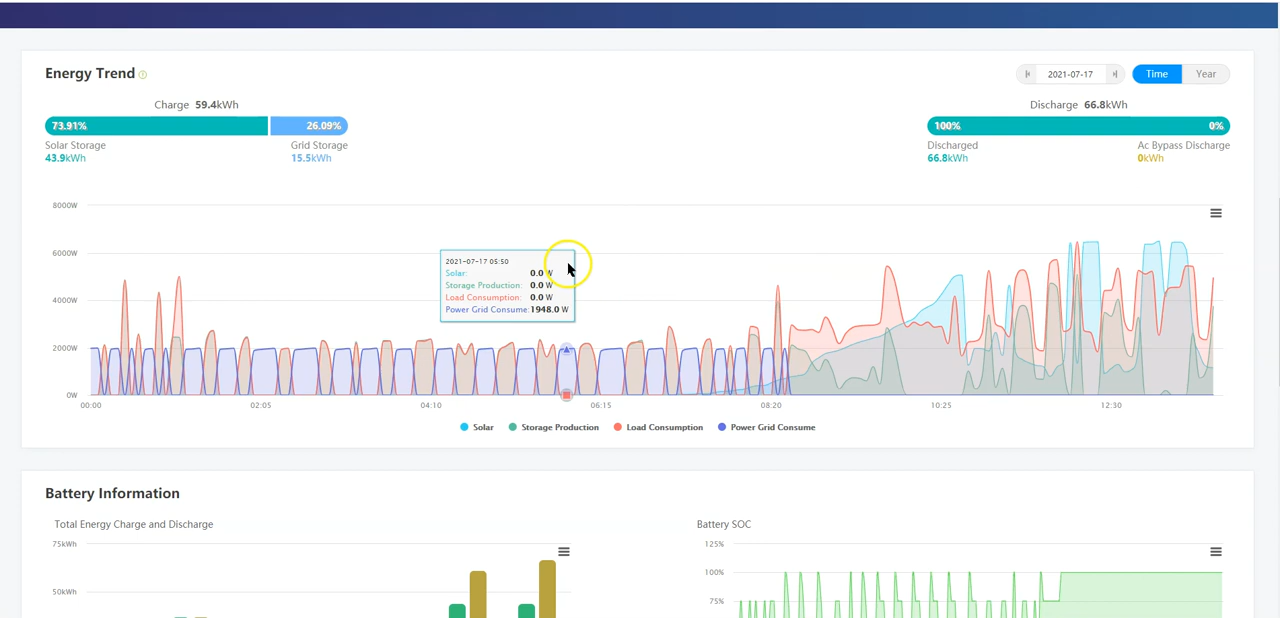 Energy Trend
2021-07-17
Time
Year
Charge 59.4kWh
Discharge 66.8kWh
73.91%
26.09%
100%
0%
Solar Storage
Grid Storage
Discharged
Ac Bypass Discharge
43.9kWh
15.5kWh
66.8kWh
0kWh
8000W
6000W
4000W
2000W
0W
2021-07-17 05:50
Solar: 0.0 W
Storage Production: 0.0 W
Load Consumption: 0.0 W
Power Grid Consume: 1948.0 W
00:00
02:05
04:10
06:15
08:20
10:25
12:30
Solar
Storage Production
Load Consumption
Power Grid Consume
Battery Information
Total Energy Charge and Discharge
Battery SOC
75kWh
50kWh
125%
100%
75%